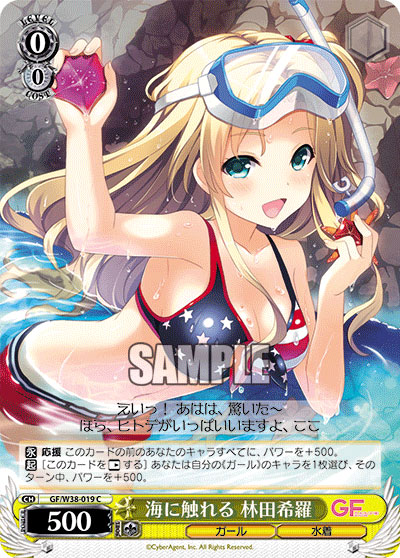 LEVEL
0
0
COST
SAMPLE
えいっ! あはは、驚いた〜
ほら、ヒトデがいっぱいいますよ、ここ
永 応援 このカードの前のあなたのキャラすべてに、パワーを+500。
起 [このカードを する] あなたは自分の《ガール》のキャラを1枚選び、そのターン中、パワーを+500。
CH GF/W38-019 C
海に触れる 林田希羅
GF
500
ガール 水着
©CyberAgent, Inc. All Rights Reserved.